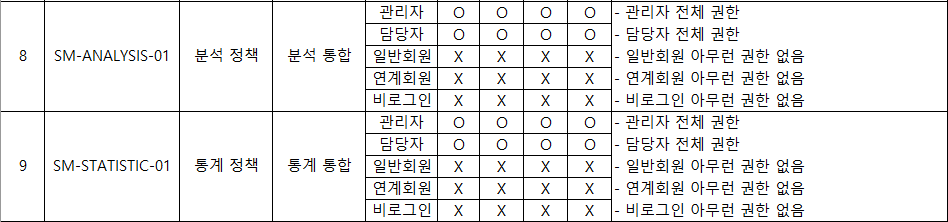 관리자 O O O O - 관리자 전체 권한
담당자 O O O O - 담당자 전체 권한
8 SM-ANALYSIS-01 분석 정책 분석 통합 일반회원 X X X X - 일반회원 아무런 권한 없음
연계회원 X X X X - 연계회원 아무런 권한 없음
비로그인 X X X X - 비로그인 아무런 권한 없음
관리자 O O O O - 관리자 전체 권한
담당자 O O O O - 담당자 전체 권한
9 SM-STATISTIC-01 통계 정책 통계 통합 일반회원 X X X X - 일반회원 아무런 권한 없음
연계회원 X X X X - 연계회원 아무런 권한 없음
비로그인 X X X X - 비로그인 아무런 권한 없음